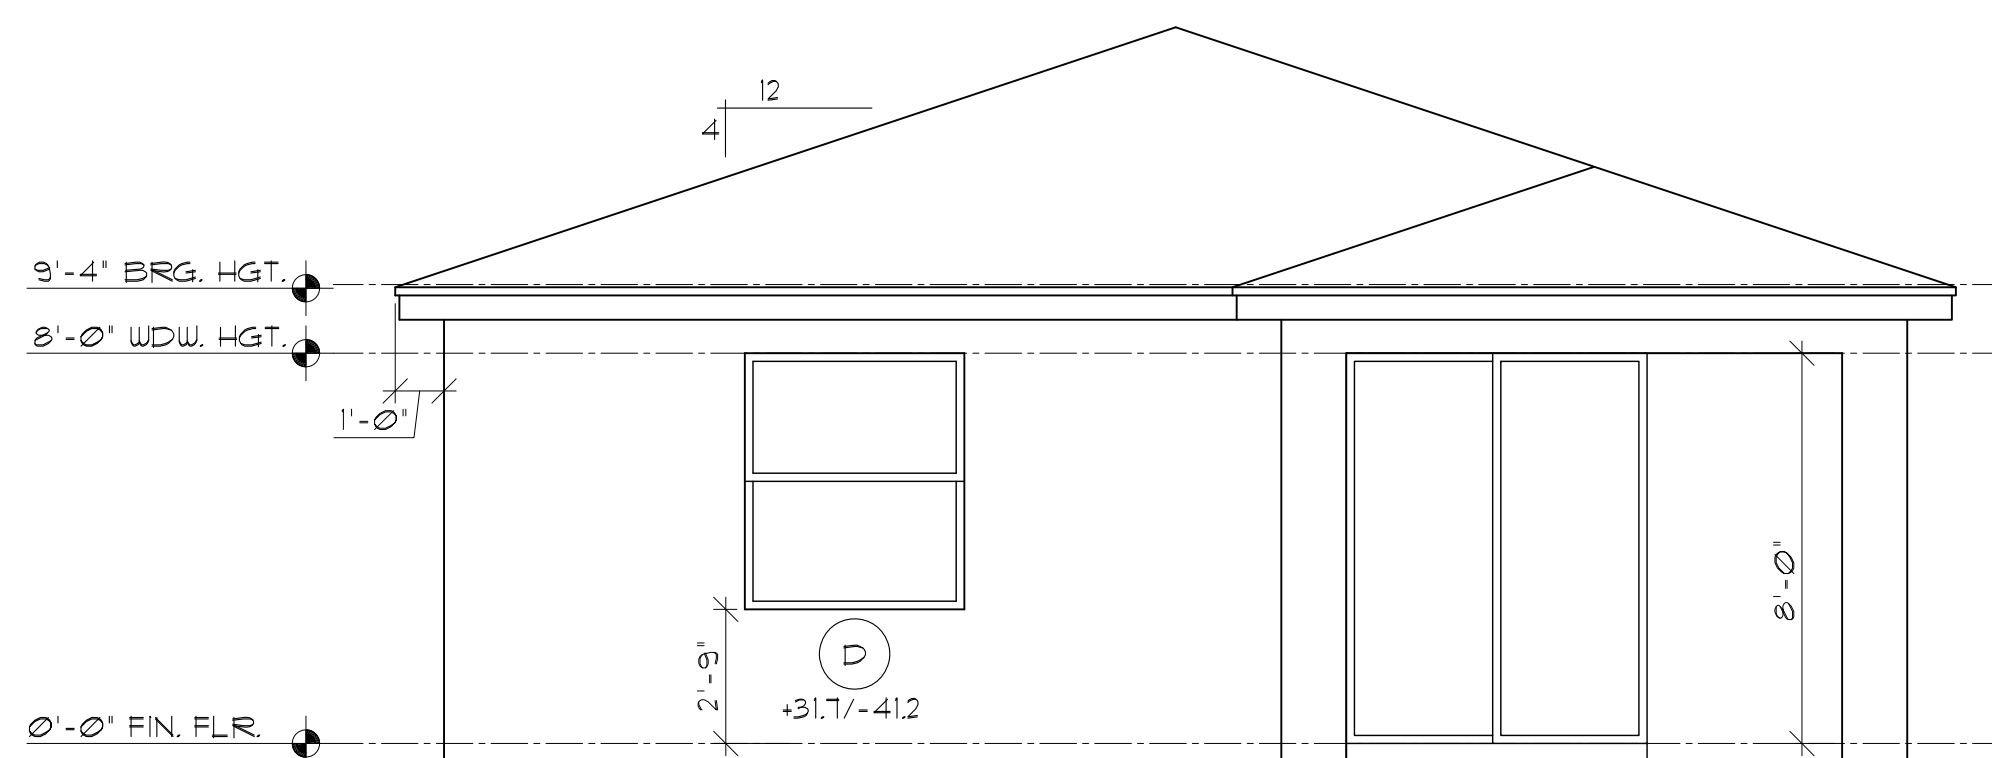 12
4
9'-4" BRG. HGT.
8'-0" WDW. HGT.
1'-0"
8'-0"
2'-9"
D
+31.7/-41.2
0'-0" FIN. FLR.